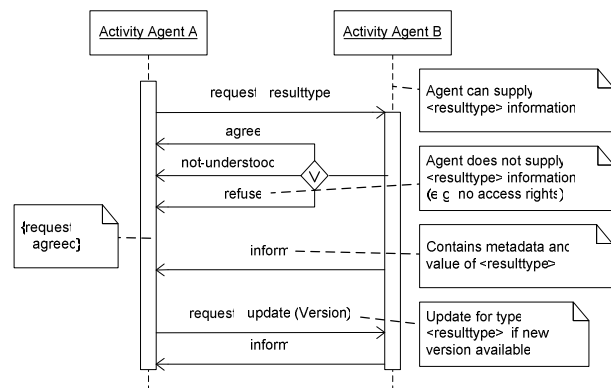 Activity Agent A
Activity Agent B
request resulttype
Agent can supply
<resulttype> information
agree
not-understood
refuse
Agent does not supply
<resulttype> information
(e g no access rights)
{request
agreed}
inform
Contains metadata and
value of <resulttype>
request update (Version)
Update for type
<resulttype> if new
version available
inform